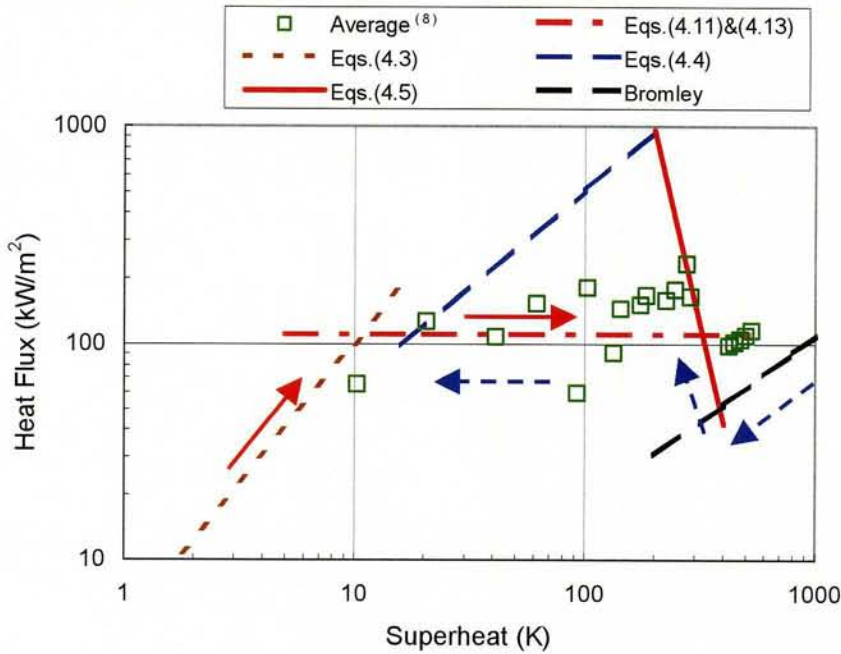 Average (8)
Eqs.(4.11)&(4.13)
Eqs.(4.3)
Eqs.(4.4)
Eqs.(4.5)
Bromley
1000
100
10
Heat Flux (kW/m²)
1
10
100
1000
Superheat (K)